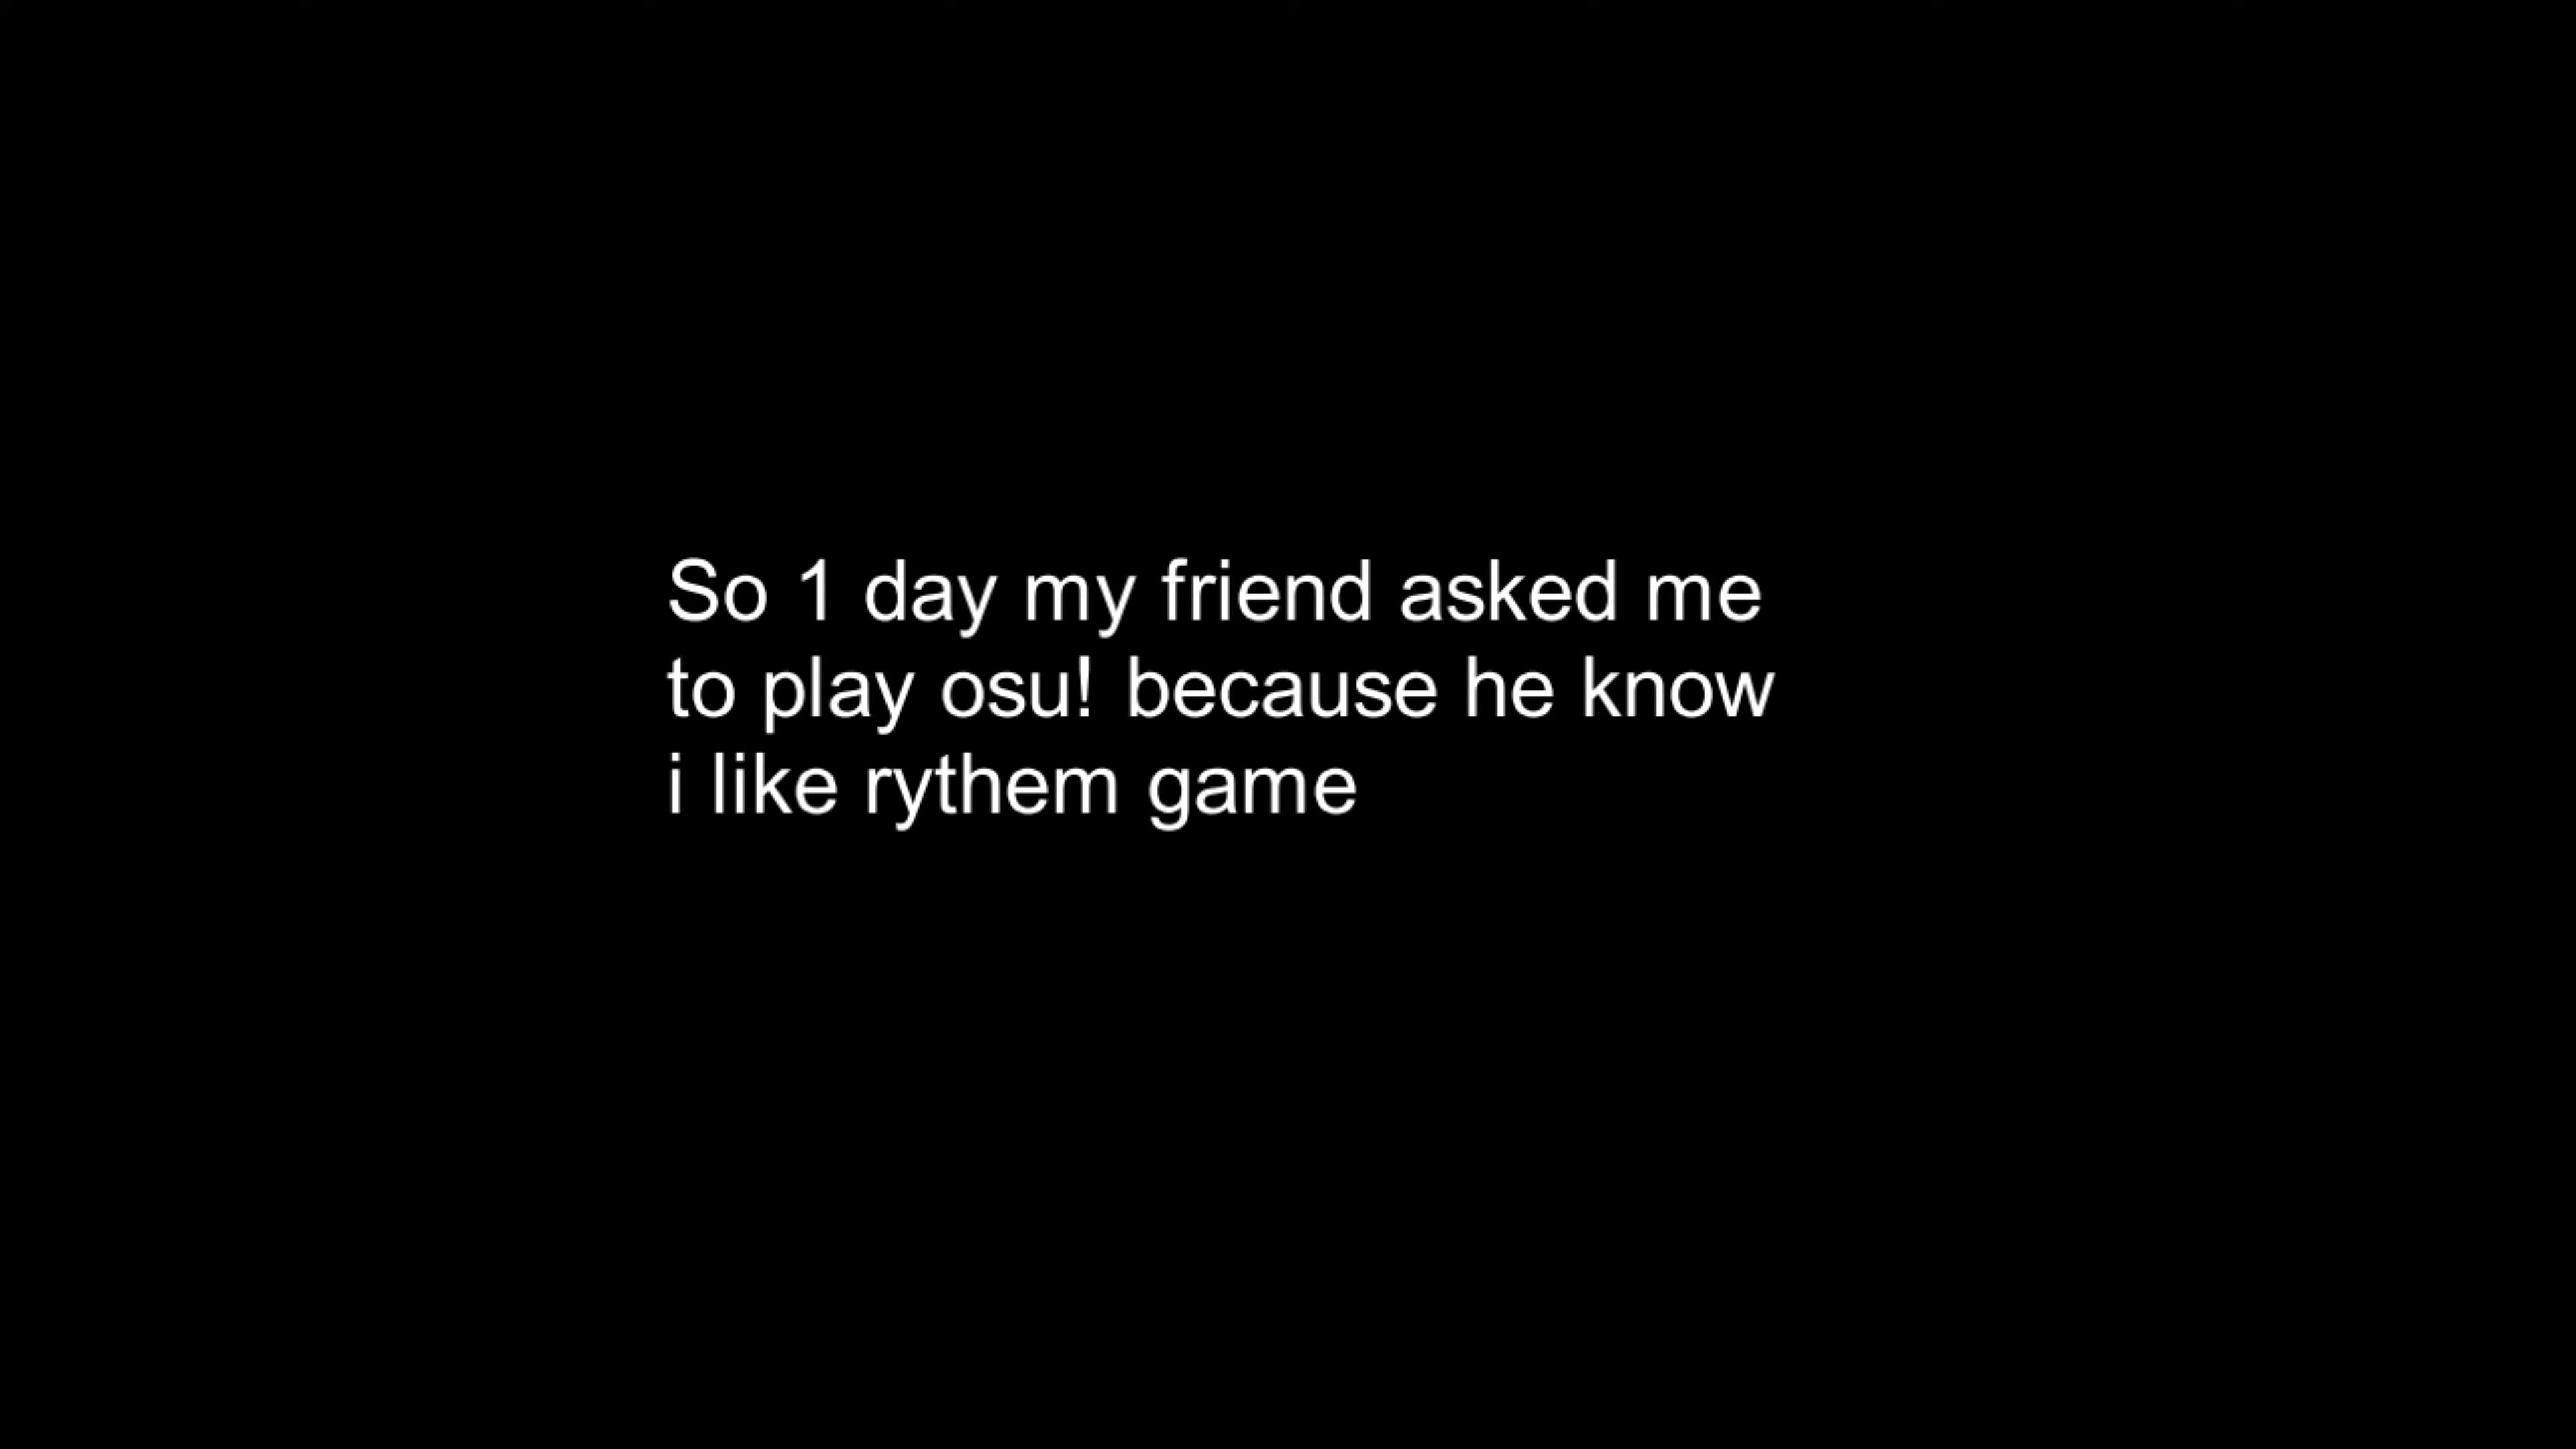 So 1 day my friend asked me
to play osu! because he know
i like rythem game